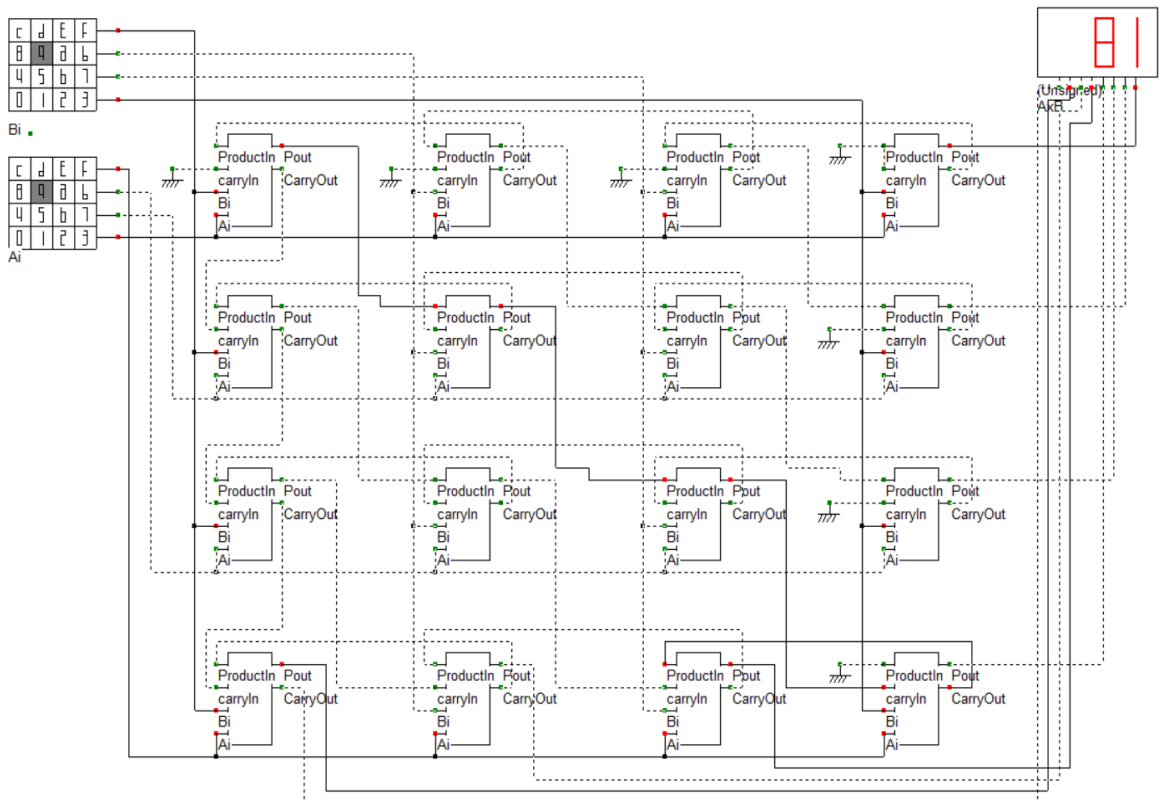 c d E F
8 9 a b
4 5 6 7
0 1 2 3
Bi
c d E F
8 9 a b
4 5 6 7
0 1 2 3
Ai
81
(Unsigned)
AxB
ProductIn Pout ProductIn Pout ProductIn Pout ProductIn Pout
carryIn CarryOut carryIn CarryOut carryIn CarryOut carryIn CarryOut
Bi Bi Bi Bi
Ai Ai Ai Ai
ProductIn Pout ProductIn Pout ProductIn Pout ProductIn Pout
carryIn CarryOut carryIn CarryOut carryIn CarryOut carryIn CarryOut
Bi Bi Bi Bi
Ai Ai Ai Ai
ProductIn Pout ProductIn Pout ProductIn Pout ProductIn Pout
carryIn CarryOut carryIn CarryOut carryIn CarryOut carryIn CarryOut
Bi Bi Bi Bi
Ai Ai Ai Ai
ProductIn Pout ProductIn Pout ProductIn Pout ProductIn Pout
carryIn CarryOut carryIn CarryOut carryIn CarryOut carryIn CarryOut
Bi Bi Bi Bi
Ai Ai Ai Ai